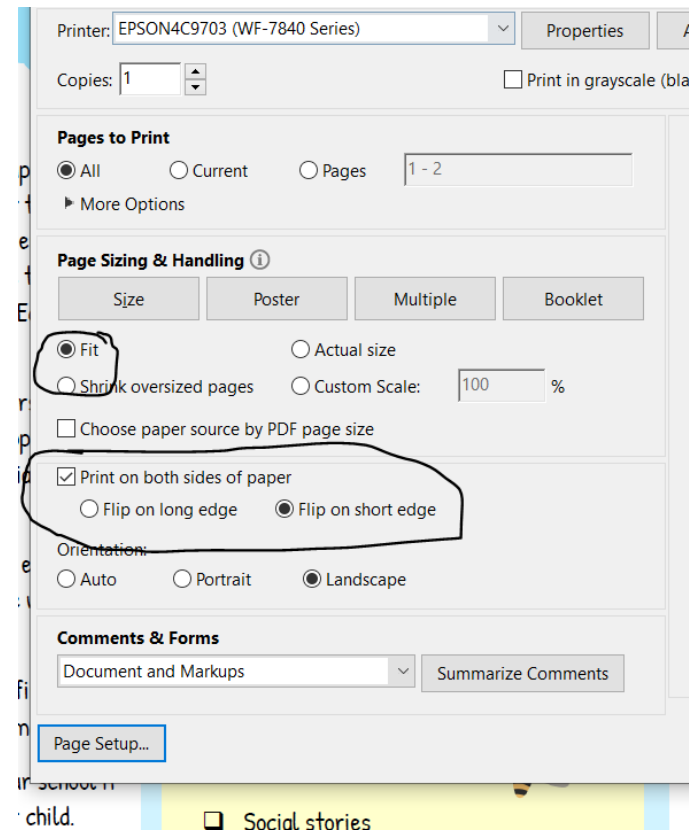 Printer: EPSON4C9703 (WF-7840 Series) Properties A
Copies: 1 Print in grayscale (bla
Pages to Print
All Current Pages 1 - 2
More Options
Page Sizing & Handling
Size Poster Multiple Booklet
Fit Actual size
Shrink oversized pages Custom Scale: 100 %
Choose paper source by PDF page size
Print on both sides of paper
Flip on long edge Flip on short edge
Orientation:
Auto Portrait Landscape
Comments & Forms
Document and Markups Summarize Comments
Page Setup...
child. Social stories